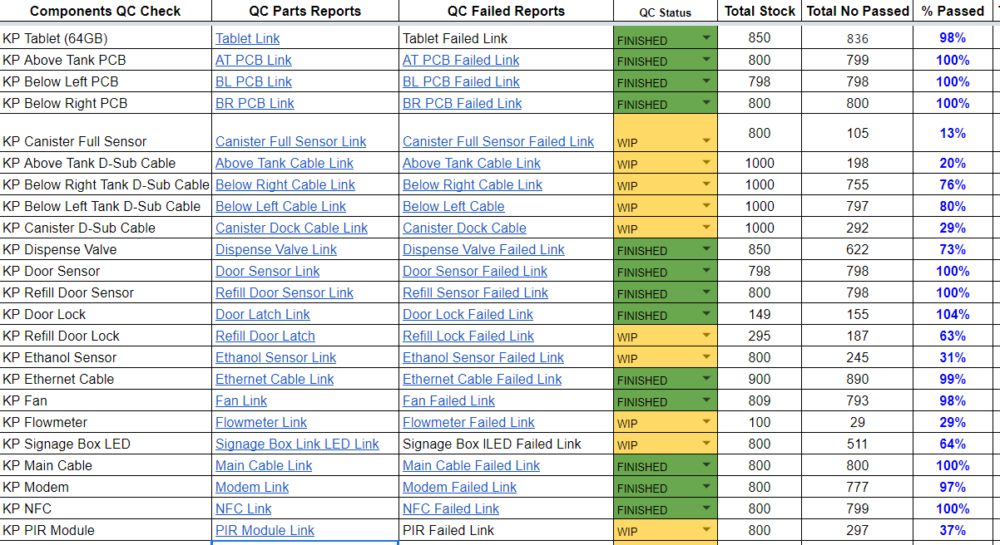 Components QC Check QC Parts Reports QC Failed Reports QC Status Total Stock Total No Passed % Passed
KP Tablet (64GB) Tablet Link Tablet Failed Link FINISHED 850 836 98%
KP Above Tank PCB AT PCB Link AT PCB Failed Link FINISHED 800 799 100%
KP Below Left PCB BL PCB Link BL PCB Failed Link FINISHED 798 798 100%
KP Below Right PCB BR PCB Link BR PCB Failed Link FINISHED 800 800 100%
KP Canister Full Sensor Canister Full Sensor Link Canister Full Sensor Failed Link WIP 800 105 13%
KP Above Tank D-Sub Cable Above Tank Cable Link Above Tank Cable Link WIP 1000 198 20%
KP Below Right Tank D-Sub Cable Below Right Cable Link Below Right Cable Link WIP 1000 755 76%
KP Below Left Tank D-Sub Cable Below Left Cable Link Below Left Cable WIP 1000 797 80%
KP Canister D-Sub Cable Canister Dock Cable Link Canister Dock Cable WIP 1000 292 29%
KP Dispense Valve Dispense Valve Link Dispense Valve Failed Link FINISHED 850 622 73%
KP Door Sensor Door Sensor Link Door Sensor Failed Link FINISHED 798 798 100%
KP Refill Door Sensor Refill Door Sensor Link Refill Sensor Failed Link FINISHED 800 798 100%
KP Door Lock Door Latch Link Door Lock Failed Link FINISHED 149 155 104%
KP Refill Door Lock Refill Door Latch Refill Lock Failed Link WIP 295 187 63%
KP Ethanol Sensor Ethanol Sensor Link Ethanol Sensor Failed Link WIP 800 245 31%
KP Ethernet Cable Ethernet Cable Link Ethernet Cable Failed Link FINISHED 900 890 99%
KP Fan Fan Link Fan Failed Link FINISHED 809 793 98%
KP Flowmeter Flowmeter Link Flowmeter Failed Link WIP 100 29 29%
KP Signage Box LED Signage Box Link LED Link Signage Box lLED Failed Link WIP 800 511 64%
KP Main Cable Main Cable Link Main Cable Failed Link FINISHED 800 800 100%
KP Modem Modem Link Modem Failed Link FINISHED 800 777 97%
KP NFC NFC Link NFC Failed Link FINISHED 800 799 100%
KP PIR Module PIR Module Link PIR Failed Link WIP 800 297 37%